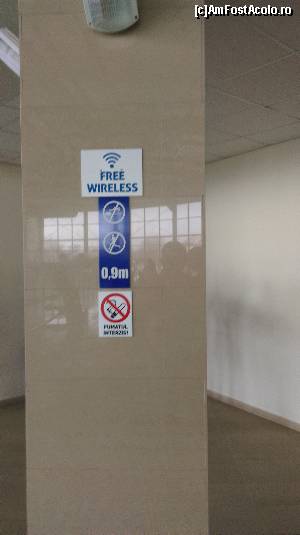 [c]AmFostAcolo.ro
FREE
WIRELESS
0,9m
FUMATUL
INTERZIS!